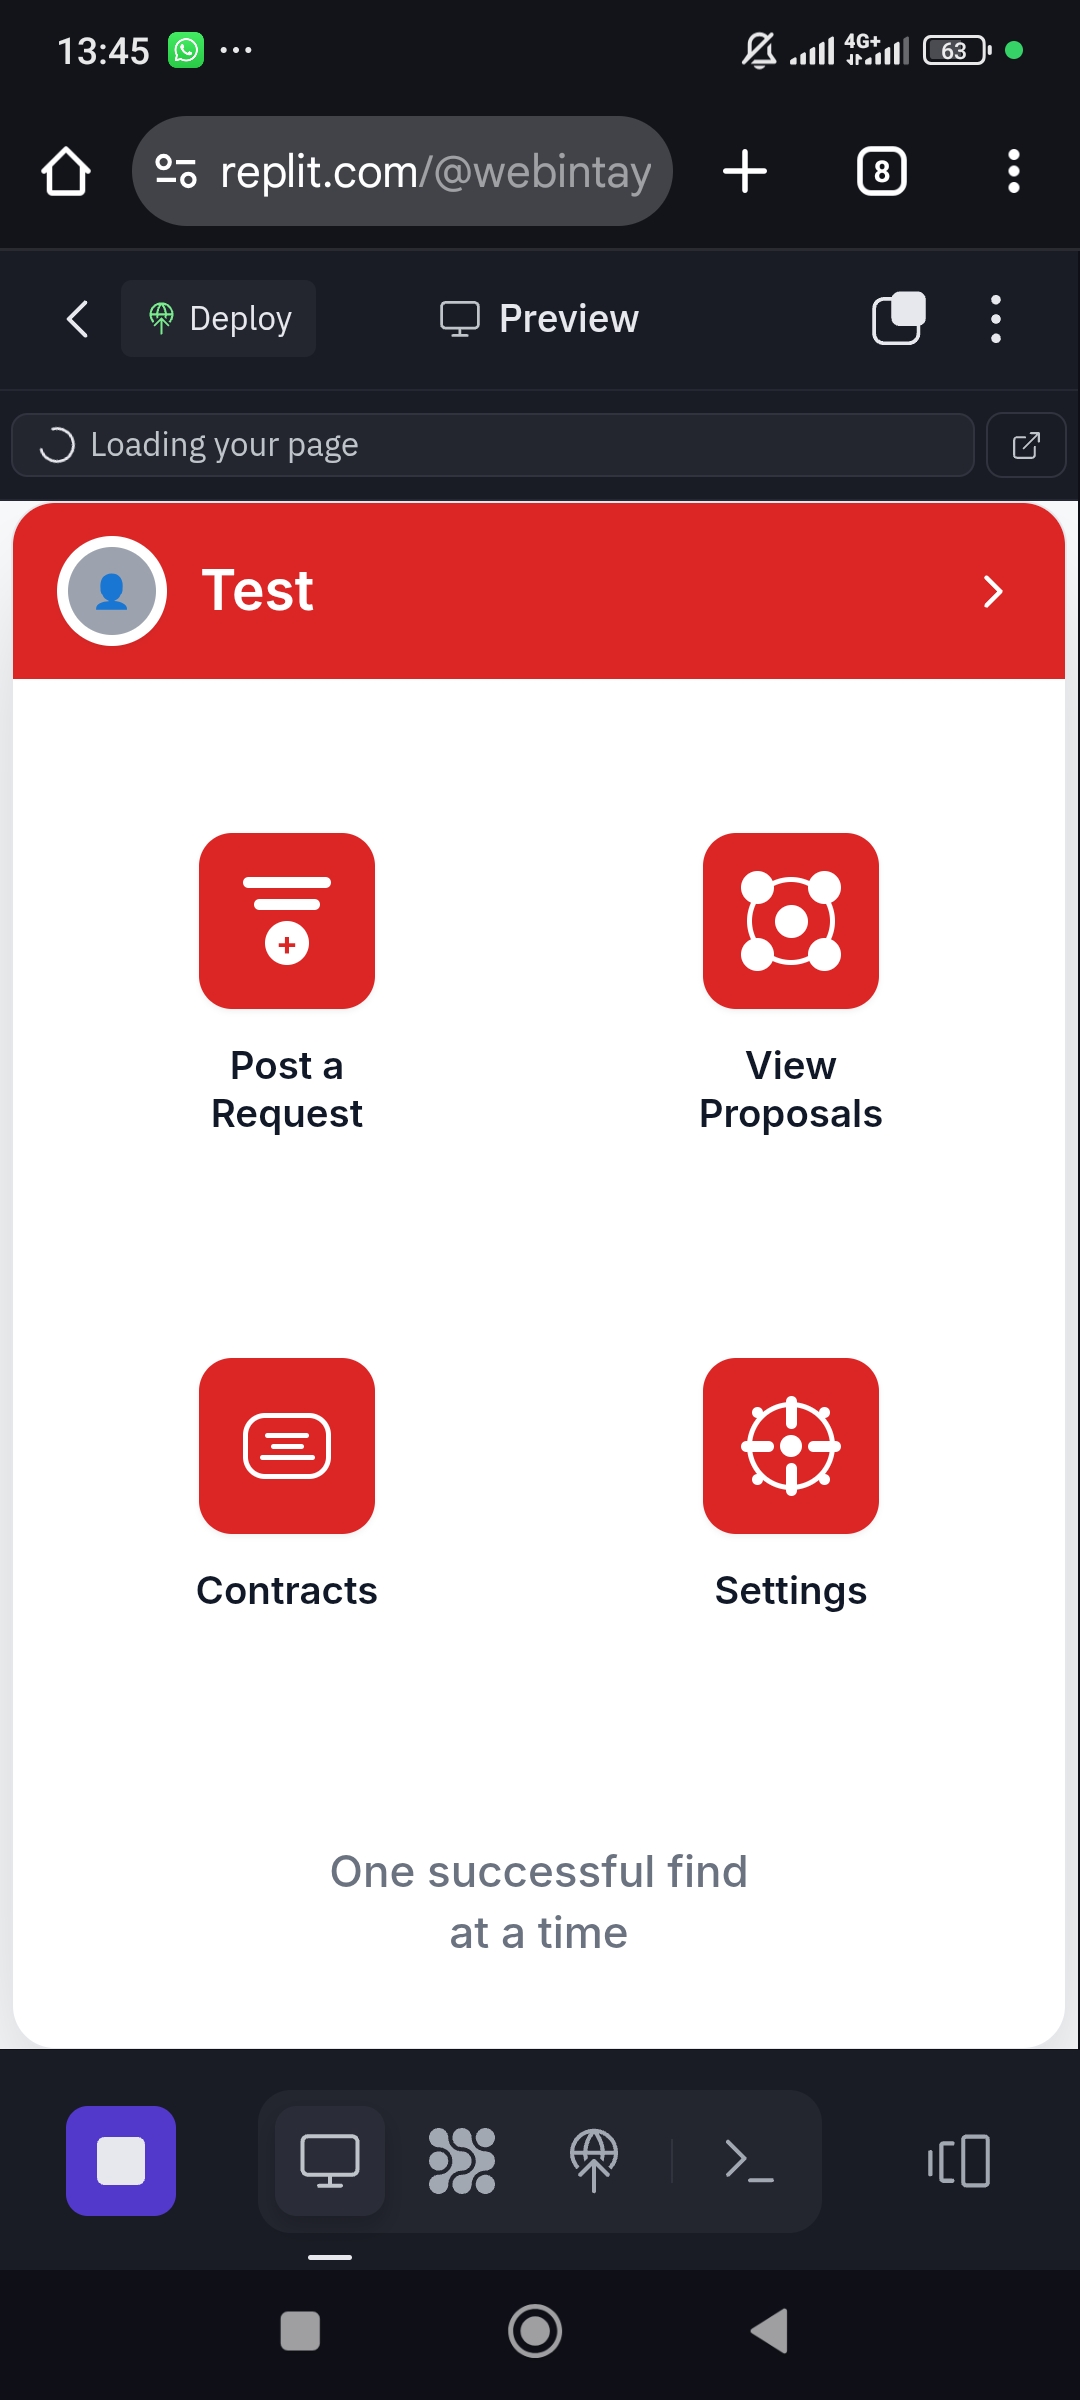 13:45
4G+
63
replit.com/@webintay
8
Deploy
Preview
Loading your page
Test
Post a
Request
View
Proposals
Contracts
Settings
One successful find
at a time